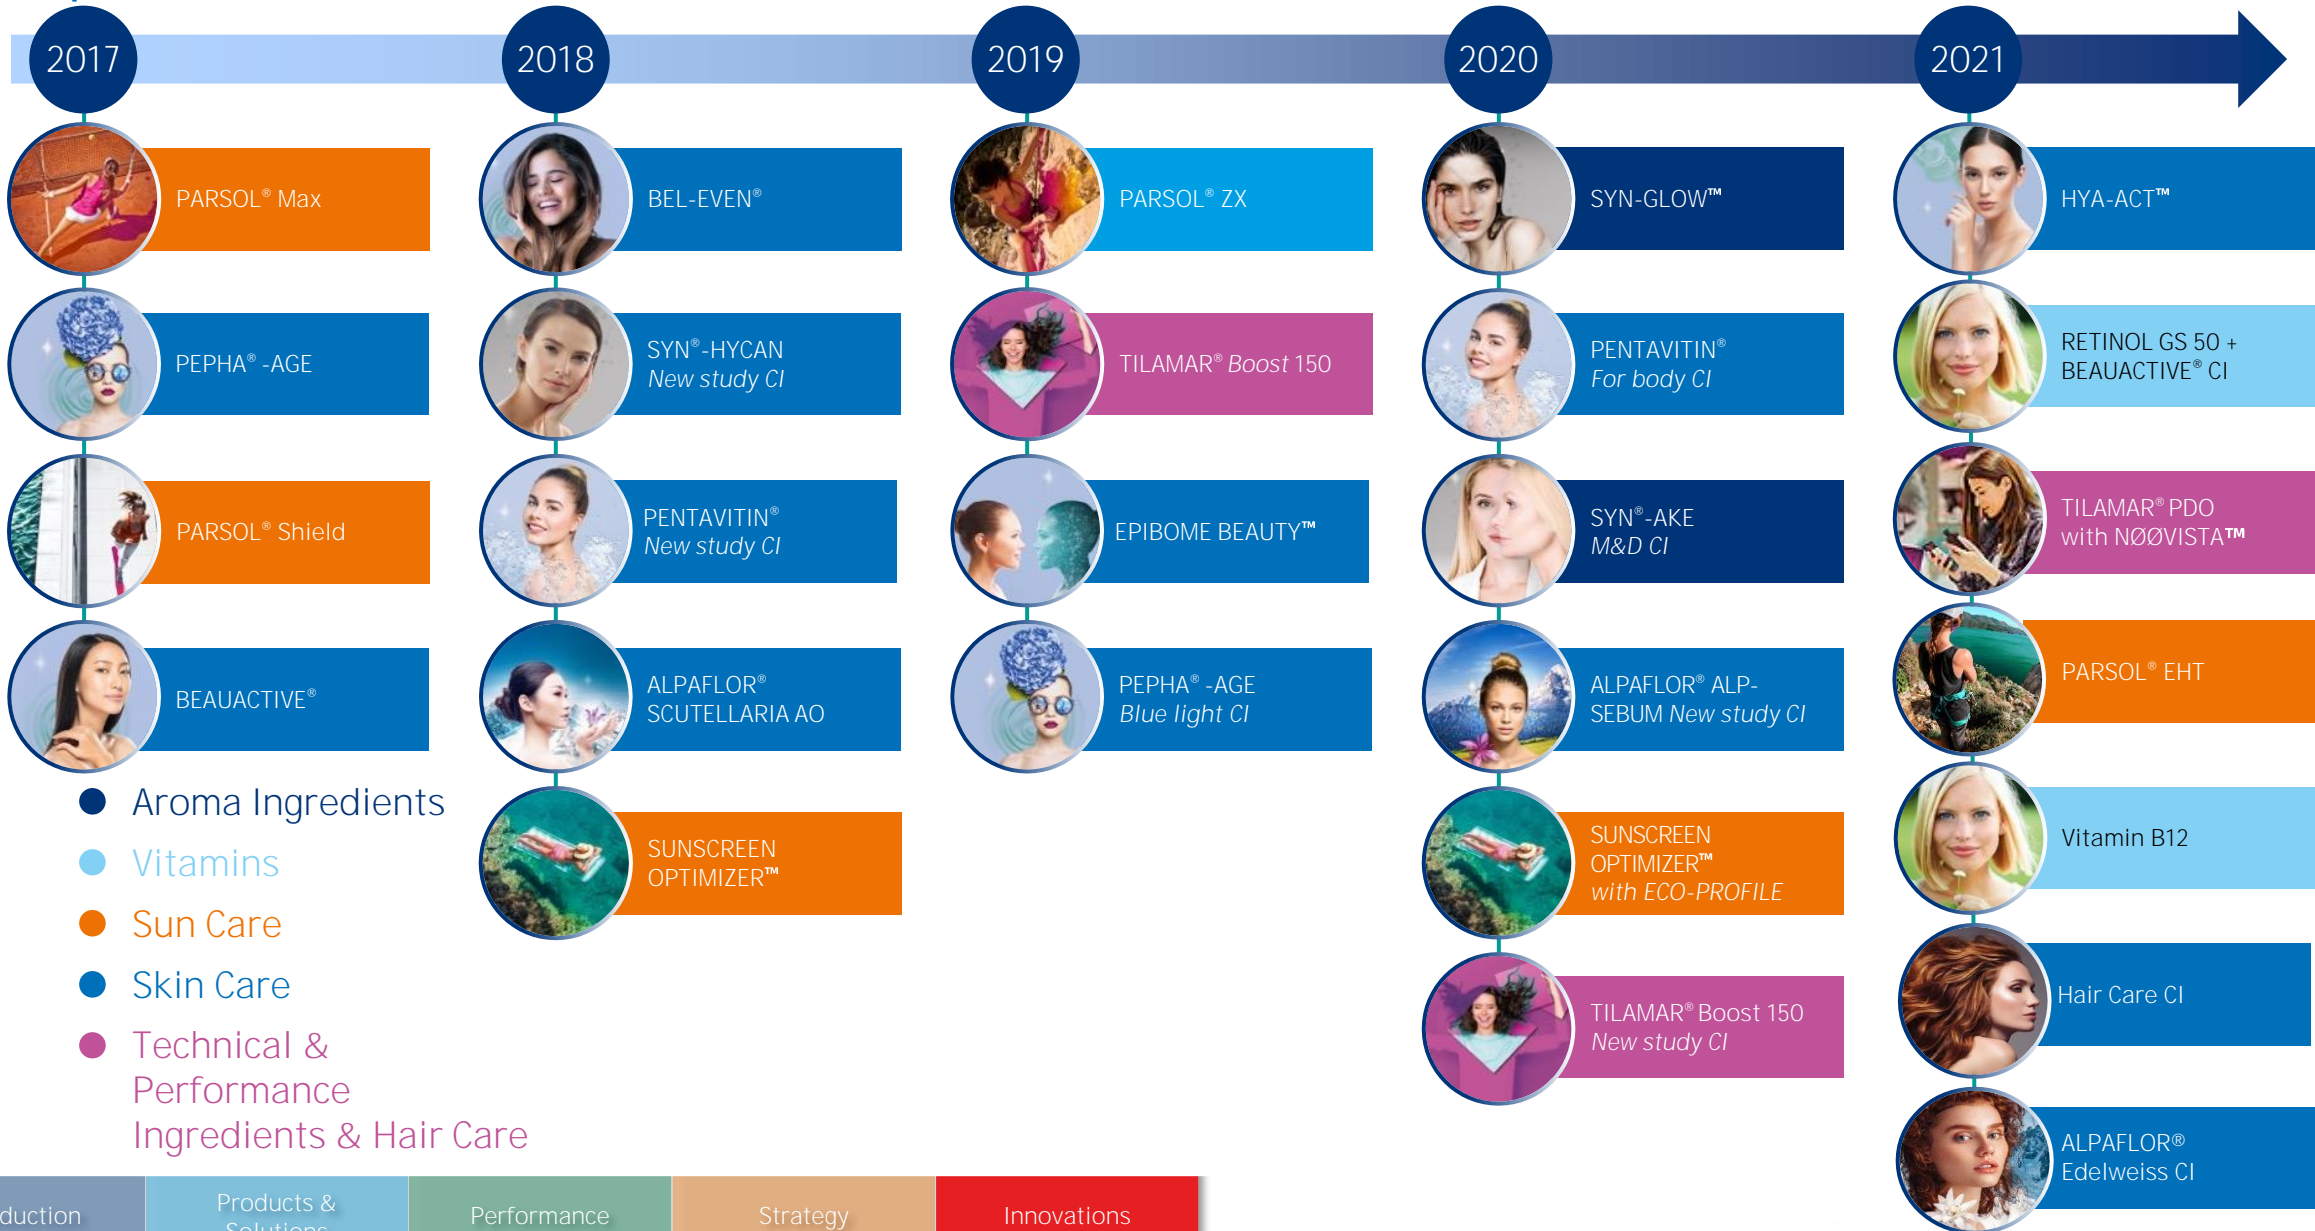 2017
2018
2019
2020
2021
PARSOL® Max
PEPHA® -AGE
PARSOL® Shield
BEAUACTIVE®
BEL-EVEN®
SYN®-HYCAN
New study CI
PENTAVITIN®
New study CI
ALPAFLOR®
SCUTELLARIA AO
SUNSCREEN
OPTIMIZER™
PARSOL® ZX
TILAMAR® Boost 150
EPIBOME BEAUTY™
PEPHA® -AGE
Blue light CI
SYN-GLOW™
PENTAVITIN®
For body CI
SYN®-AKE
M&D CI
ALPAFLOR® ALP-
SEBUM New study CI
SUNSCREEN
OPTIMIZER™
with ECO-PROFILE
TILAMAR® Boost 150
New study CI
HYA-ACT™
RETINOL GS 50 +
BEAUACTIVE® CI
TILAMAR® PDO
with NØØVISTA™
PARSOL® EHT
Vitamin B12
Hair Care CI
ALPAFLOR®
Edelweiss CI
Aroma Ingredients
Vitamins
Sun Care
Skin Care
Technical &
Performance
Ingredients & Hair Care
duction
Products &
Solutions
Performance
Strategy
Innovations